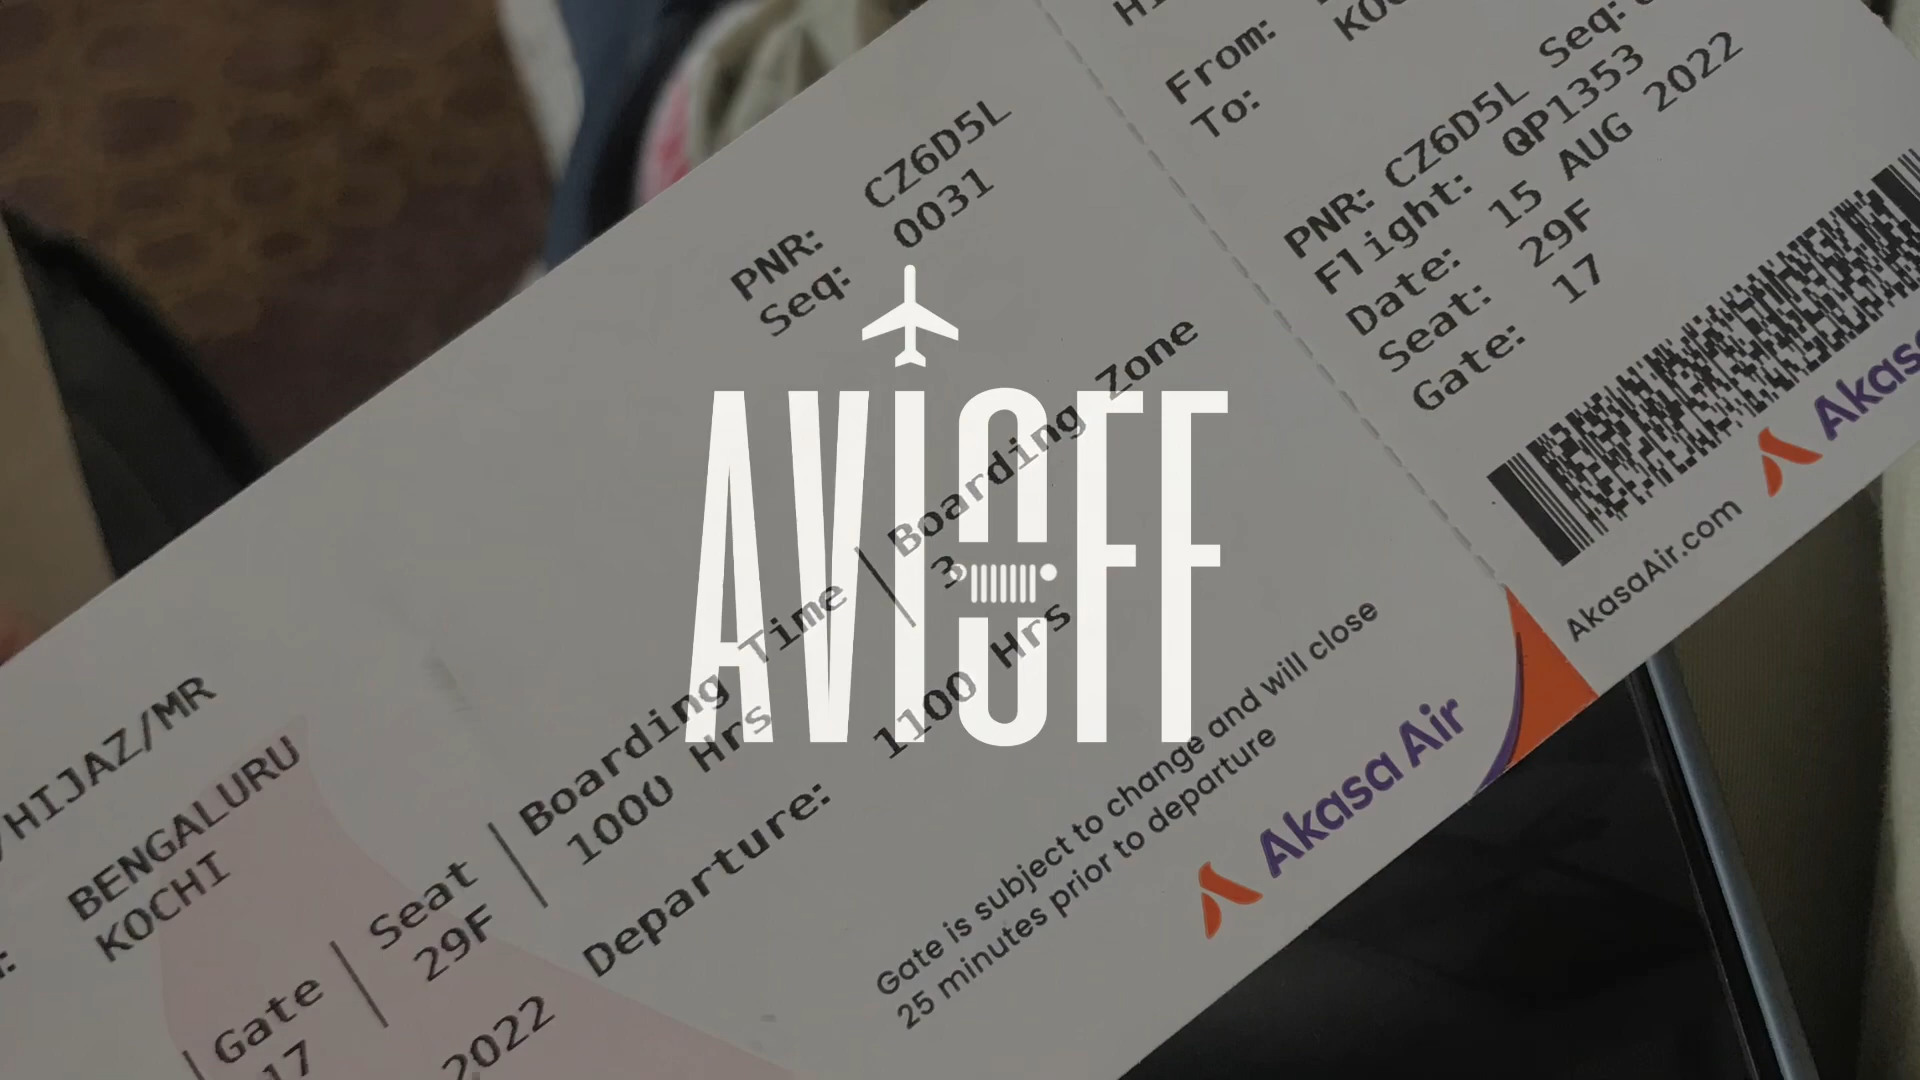 /HIJAZ/MR
BENGALURU
KOCHI
Gate
17
Seat
29F
2022
Boarding Time
1000 Hrs
Boarding Zone
3
Departure: 1100 Hrs
PNR: CZ6D5L
Seq: 0031
Gate is subject to change and will close
25 minutes prior to departure
Akasa Air
AVIOFF
From:
To:
PNR: CZ6D5L Seq:
Flight: QP1353
Date: 15 AUG 2022
Seat: 29F
Gate: 17
AkasaAir.com